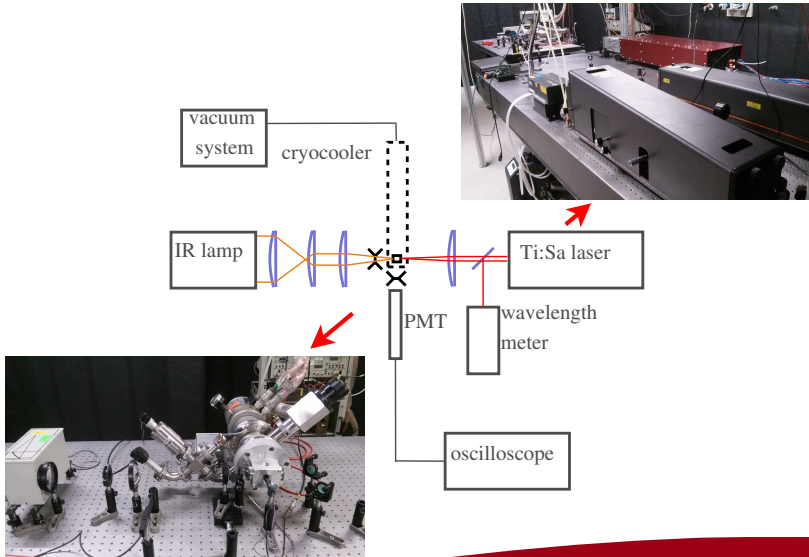 vacuum
system
cryocooler
IR lamp
Ti:Sa laser
PMT
wavelength
meter
oscilloscope